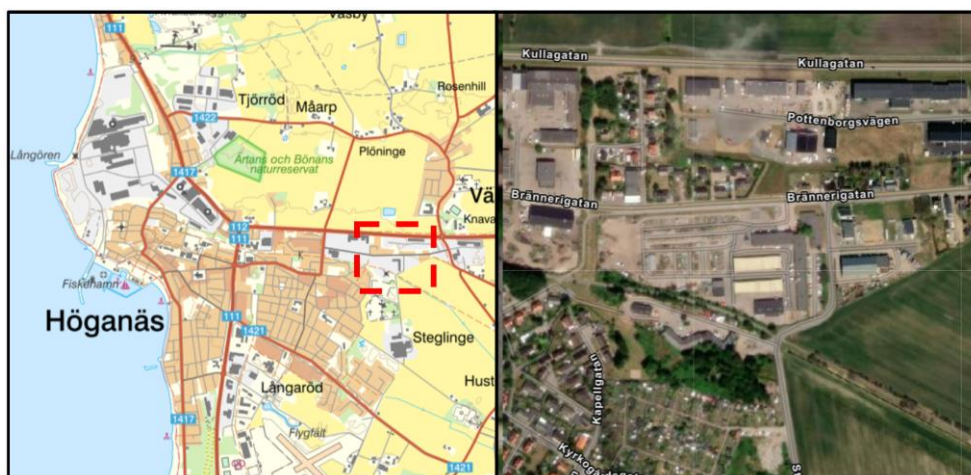 Väsby
111
Tjörröd
Måarp
Rosenhill
1422
Långören
Ärtans och Bönans
naturreservat
Plöninge
1417
Vä
Knava
112
111
Fiskehamn
Höganäs
111
1421
Steglinge
Långaröd
Hust
1417
Flygfält
1421
Kullagatan
Kullagatan
Pottenborgsvägen
Brännerigatan
Brännerigatan
Kapellgatan